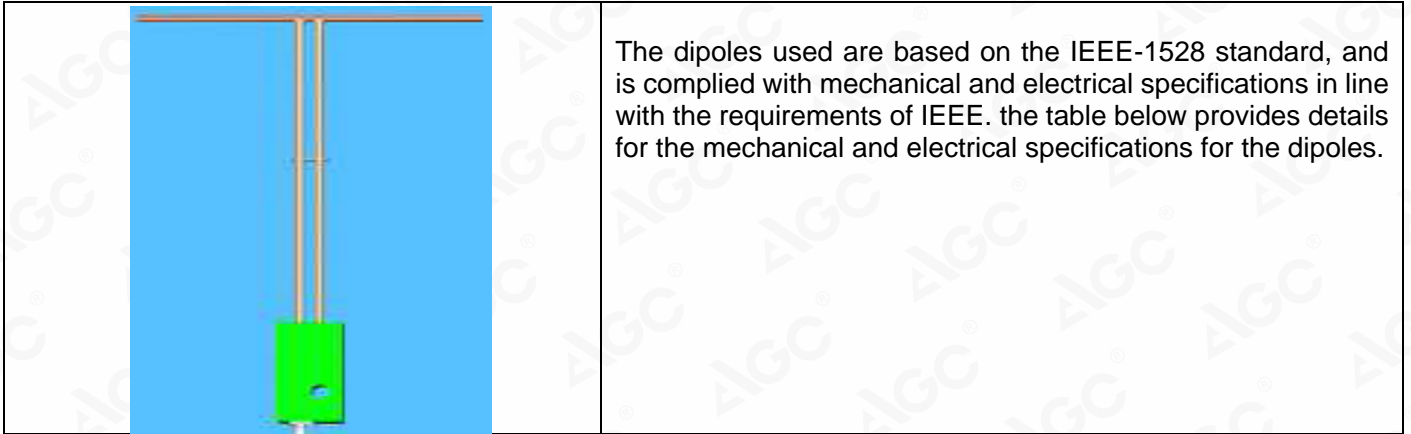 The dipoles used are based on the IEEE-1528 standard, and
is complied with mechanical and electrical specifications in line
with the requirements of IEEE. the table below provides details
for the mechanical and electrical specifications for the dipoles.